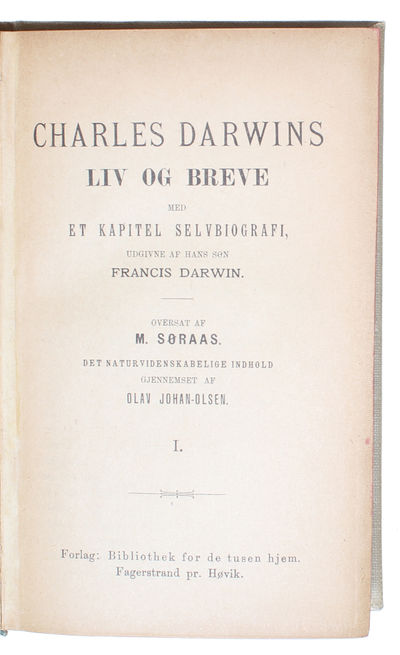 CHARLES DARWINS
LIV OG BREVE
MED
ET KAPITEL SELVBIOGRAFI,
UDGIVNE AF HANS SØN
FRANCIS DARWIN.
OVERSAT AF
M. SØRAAS.
DET NATURVIDENSKABELIGE INDHOLD
GJENNEMSET AF
OLAV JOHAN-OLSEN.
I.
Forlag: Bibliothek for de tusen hjem.
Fagerstrand pr. Høvik.